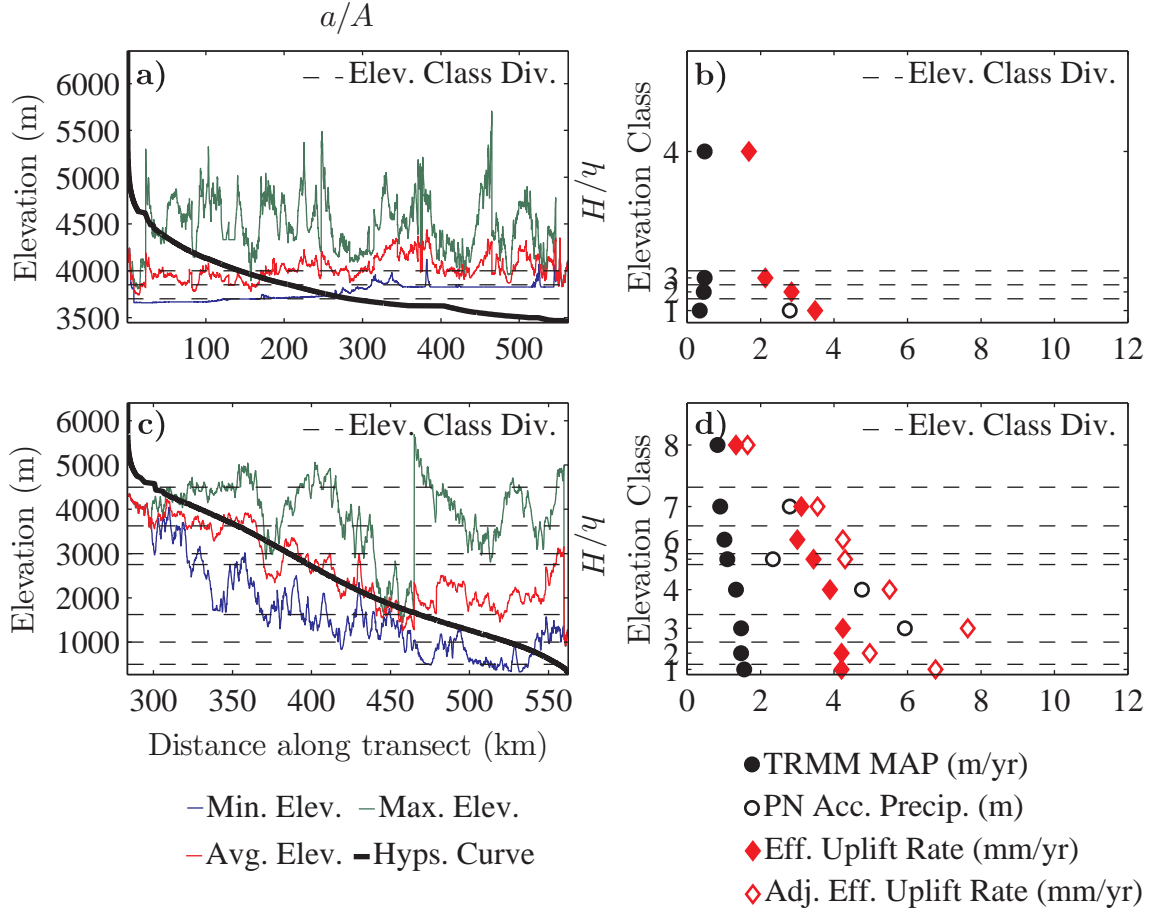 a/A
a)
— -Elev. Class Div.
6000
5500
5000
4500
4000
3500
Elevation (m)
100 200 300 400 500
H/h
b)
— -Elev. Class Div.
Elevation Class
4
3
2
1
0 2 4 6 8 10 12
c)
— -Elev. Class Div.
6000
5000
4000
3000
2000
1000
Elevation (m)
300 350 400 450 500 550
Distance along transect (km)
H/h
d)
— -Elev. Class Div.
Elevation Class
8
7
6
5
4
3
2
1
0 2 4 6 8 10 12
Min. Elev. Max. Elev.
Avg. Elev. Hyps. Curve
TRMM MAP (m/yr)
PN Acc. Precip. (m)
Eff. Uplift Rate (mm/yr)
Adj. Eff. Uplift Rate (mm/yr)